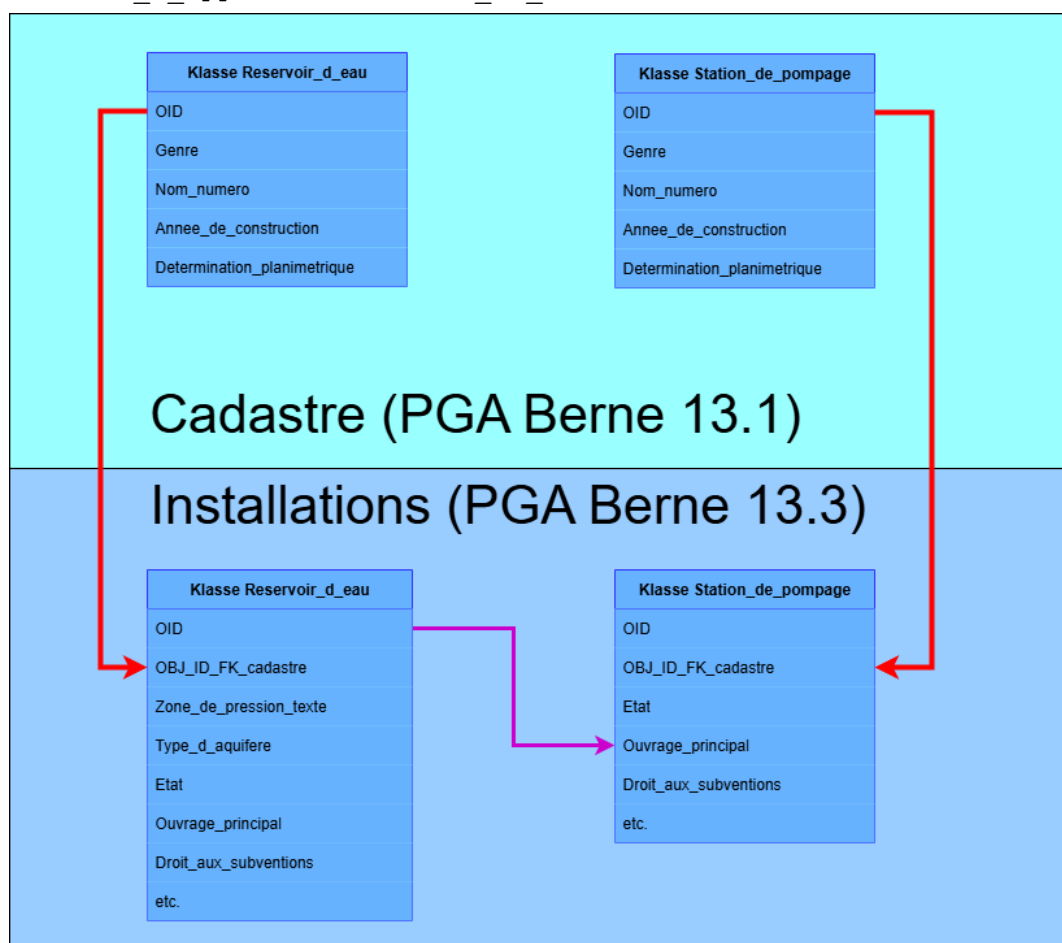 Klasse Reservoir_d_eau
OID
Genre
Nom_numero
Annee_de_construction
Determination_planimetrique
Klasse Station_de_pompage
OID
Genre
Nom_numero
Annee_de_construction
Determination_planimetrique
Cadastre (PGA Berne 13.1)
Installations (PGA Berne 13.3)
Klasse Reservoir_d_eau
OID
OBJ_ID_FK_cadastre
Zone_de_pression_texte
Type_d_aquifere
Etat
Ouvrage_principal
Droit_aux_subventions
etc.
Klasse Station_de_pompage
OID
OBJ_ID_FK_cadastre
Etat
Ouvrage_principal
Droit_aux_subventions
etc.